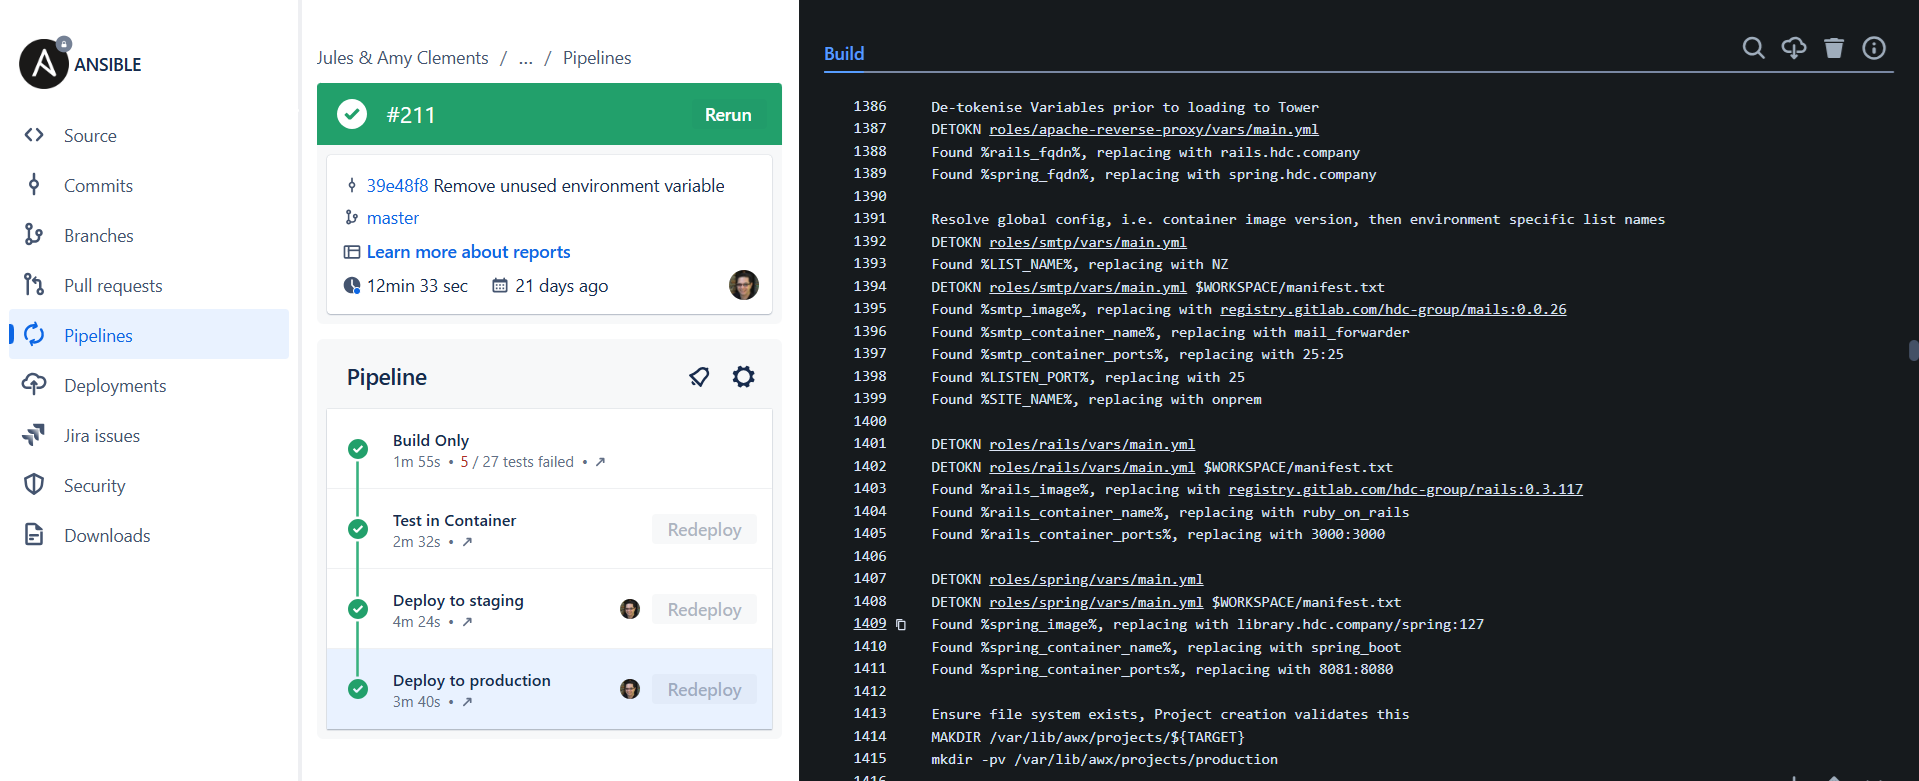 ANSIBLE
Source
Commits
Branches
Pull requests
Pipelines
Deployments
Jira issues
Security
Downloads
Jules & Amy Clements / ... / Pipelines
#211 Rerun
39e48f8 Remove unused environment variable
master
Learn more about reports
12min 33 sec 21 days ago
Pipeline
Build Only
1m 55s • 5 / 27 tests failed • ↗
Test in Container
2m 32s • ↗
Redeploy
Deploy to staging
4m 24s • ↗
Redeploy
Deploy to production
3m 40s • ↗
Redeploy
Build
1386 De-tokenise Variables prior to loading to Tower
1387 DETOKN roles/apache-reverse-proxy/vars/main.yml
1388 Found %rails_fqdn%, replacing with rails.hdc.company
1389 Found %spring_fqdn%, replacing with spring.hdc.company
1390
1391 Resolve global config, i.e. container image version, then environment specific list names
1392 DETOKN roles/smtp/vars/main.yml
1393 Found %LIST_NAME%, replacing with NZ
1394 DETOKN roles/smtp/vars/main.yml $WORKSPACE/manifest.txt
1395 Found %smtp_image%, replacing with registry.gitlab.com/hdc-group/mails:0.0.26
1396 Found %smtp_container_name%, replacing with mail_forwarder
1397 Found %smtp_container_ports%, replacing with 25:25
1398 Found %LISTEN_PORT%, replacing with 25
1399 Found %SITE_NAME%, replacing with onprem
1400
1401 DETOKN roles/rails/vars/main.yml
1402 DETOKN roles/rails/vars/main.yml $WORKSPACE/manifest.txt
1403 Found %rails_image%, replacing with registry.gitlab.com/hdc-group/rails:0.3.117
1404 Found %rails_container_name%, replacing with ruby_on_rails
1405 Found %rails_container_ports%, replacing with 3000:3000
1406
1407 DETOKN roles/spring/vars/main.yml
1408 DETOKN roles/spring/vars/main.yml $WORKSPACE/manifest.txt
1409 Found %spring_image%, replacing with library.hdc.company/spring:127
1410 Found %spring_container_name%, replacing with spring_boot
1411 Found %spring_container_ports%, replacing with 8081:8080
1412
1413 Ensure file system exists, Project creation validates this
1414 MAKDIR /var/lib/awx/projects/${TARGET}
1415 mkdir -pv /var/lib/awx/projects/production